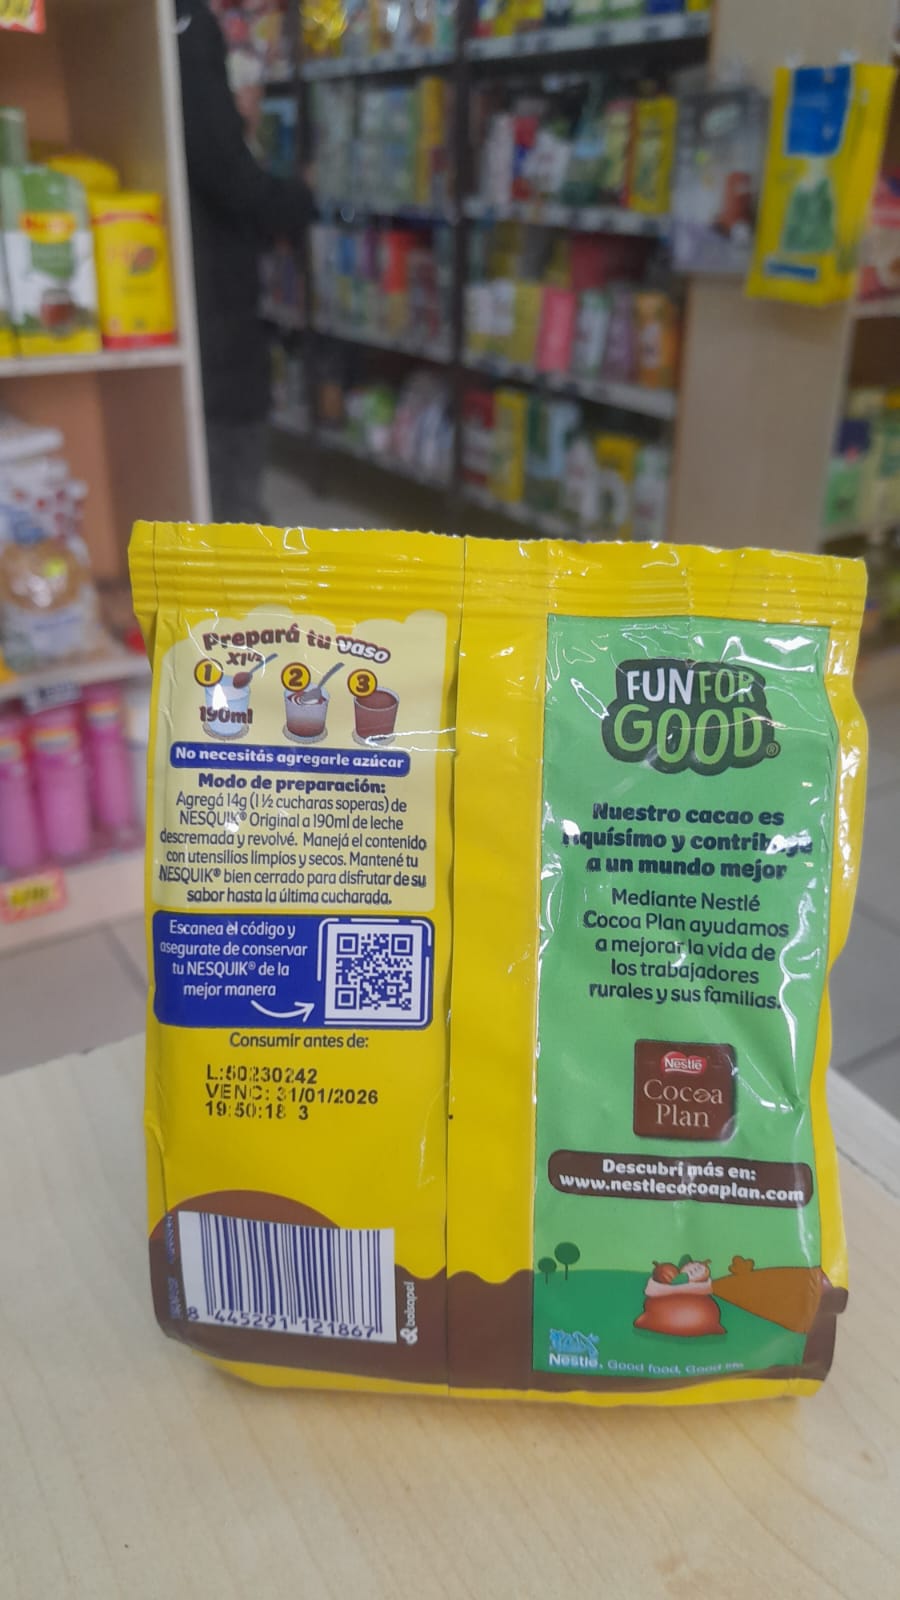 Prepará tu vaso
X1½
1
2
3
190ml
No necesitás agregarle azúcar
Modo de preparación:
Agregá 14g (1 ½ cucharas soperas) de
NESQUIK® Original a 190ml de leche
descremada y revolvé. Manejá el contenido
con utensilios limpios y secos. Mantené tu
NESQUIK® bien cerrado para disfrutar de su
sabor hasta la última cucharada.
Escanea el código y
asegurate de conservar
tu NESQUIK® de la
mejor manera
Consumir antes de:
L:50230242
VENC: 31/01/2026
19:50:18 3
8 445291 121867
bolsapel
FUN FOR
GOOD®
Nuestro cacao es
riquísimo y contribuye
a un mundo mejor
Mediante Nestlé
Cocoa Plan ayudamos
a mejorar la vida de
los trabajadores
rurales y sus familias.
Nestlé
Cocoa
Plan
Descubrí más en:
www.nestlecocoaplan.com
Nestlé. Good food, Good life